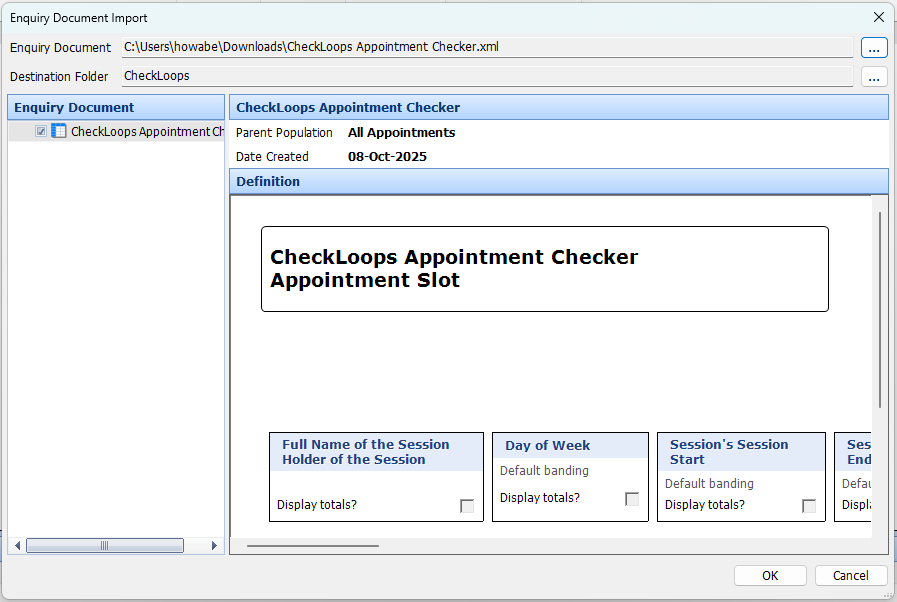 Enquiry Document Import
Enquiry Document C:\Users\howabe\Downloads\CheckLoops Appointment Checker.xml ...
Destination Folder CheckLoops ...
Enquiry Document
CheckLoops Appointment Ch
CheckLoops Appointment Checker
Parent Population All Appointments
Date Created 08-Oct-2025
Definition
CheckLoops Appointment Checker
Appointment Slot
Full Name of the Session
Holder of the Session
Display totals?
Day of Week
Default banding
Display totals?
Session's Session
Start
Default banding
Display totals?
Ses
End
Defau
Displa
OK Cancel